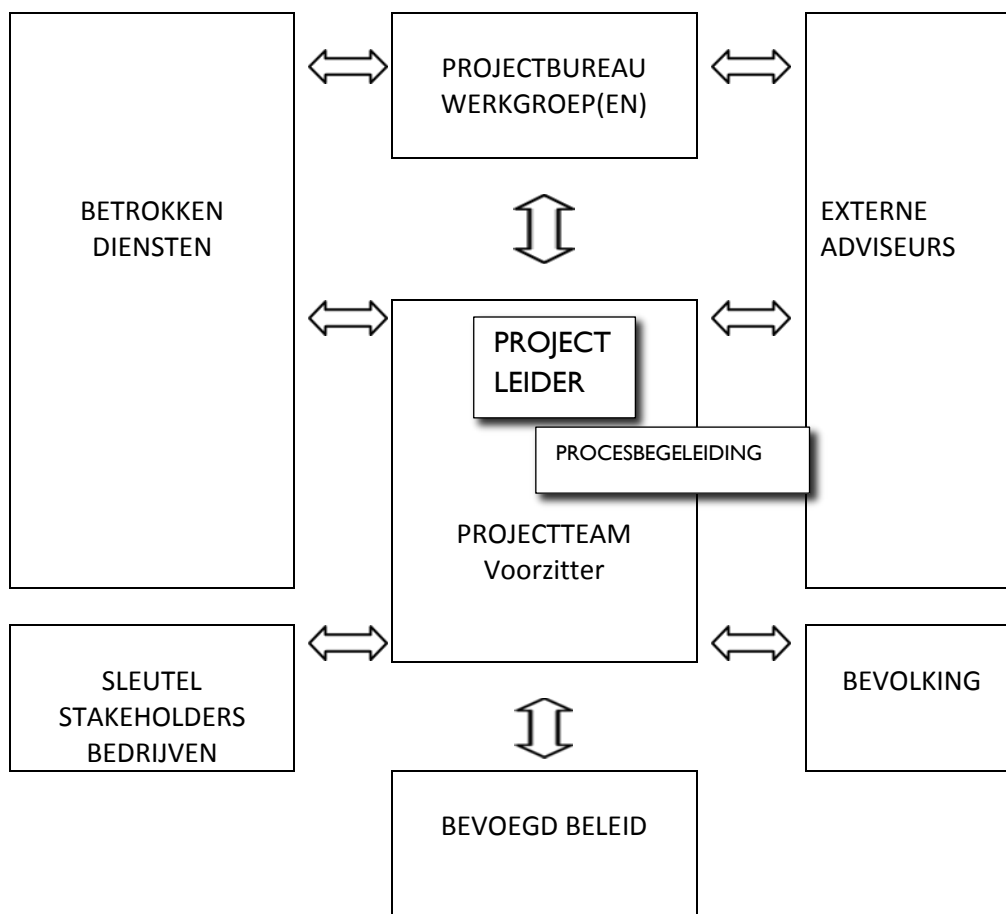 PROJECTBUREAU
WERKGROEP(EN)
BETROKKEN
DIENSTEN
EXTERNE
ADVISEURS
PROJECT
LEIDER
PROCESBEGELEIDING
PROJECTTEAM
Voorzitter
SLEUTEL
STAKEHOLDERS
BEDRIJVEN
BEVOLKING
BEVOEGD BELEID